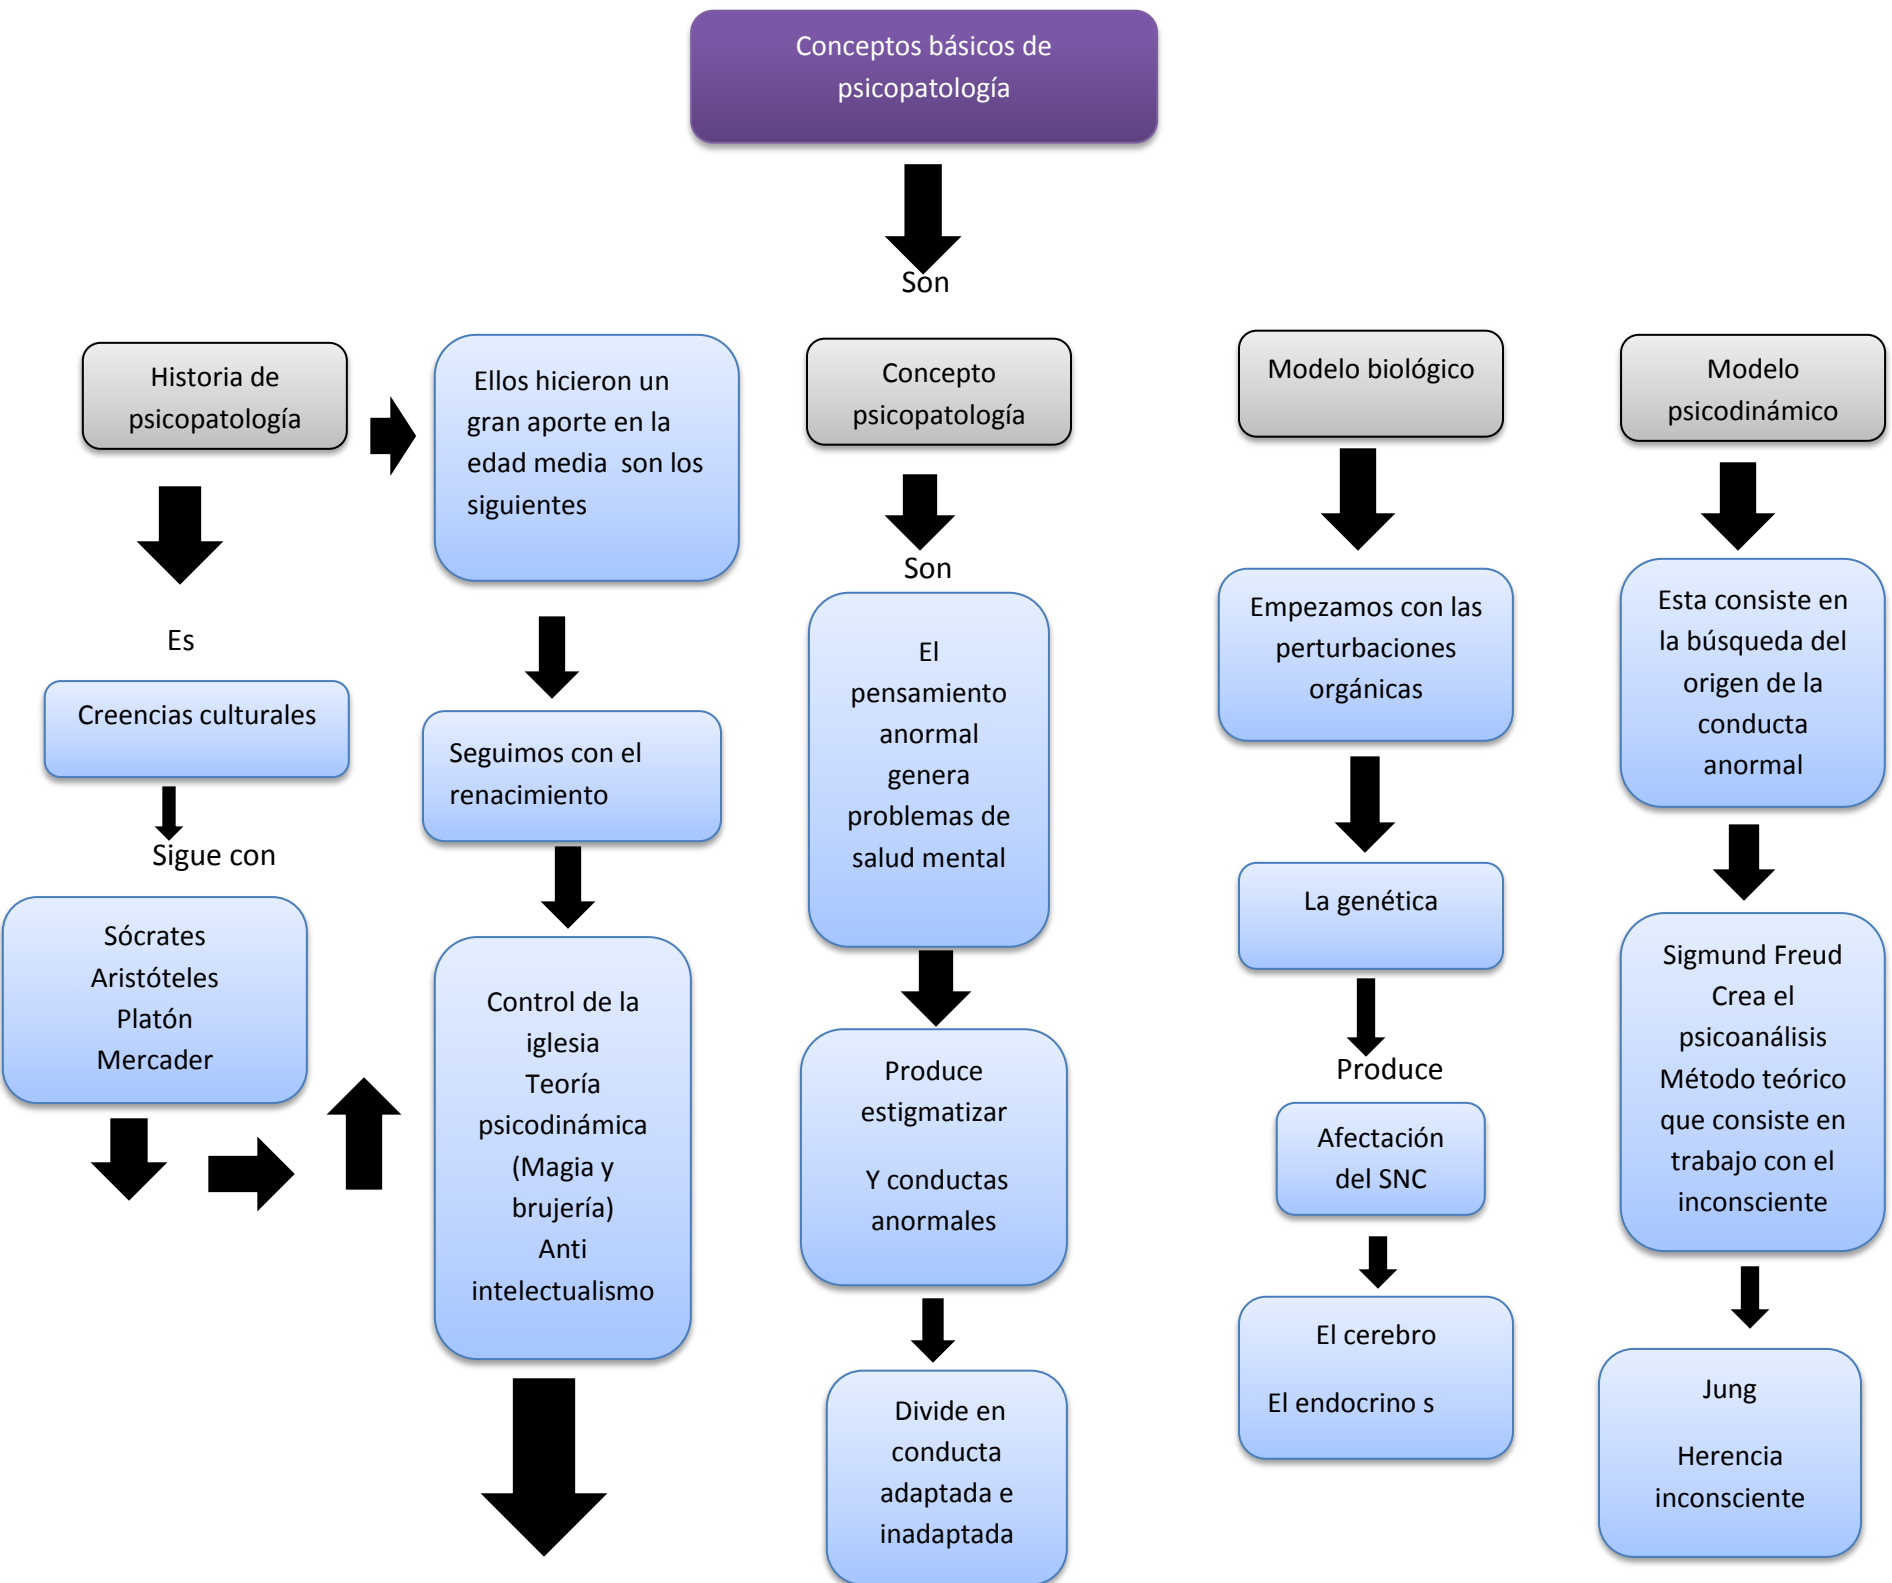 Conceptos básicos de
psicopatología
Son
Historia de
psicopatología
Es
Creencias culturales
Sigue con
Sócrates
Aristóteles
Platón
Mercader
Ellos hicieron un
gran aporte en la
edad media son los
siguientes
Seguimos con el
renacimiento
Control de la
iglesia
Teoría
psicodinámica
(Magia y
brujería)
Anti
intelectualismo
Concepto
psicopatología
Son
El
pensamiento
anormal
genera
problemas de
salud mental
Produce
estigmatizar
Y conductas
anormales
Divide en
conducta
adaptada e
inadaptada
Modelo biológico
Empezamos con las
perturbaciones
orgánicas
La genética
Produce
Afectación
del SNC
El cerebro
El endocrino s
Modelo
psicodinámico
Esta consiste en
la búsqueda del
origen de la
conducta
anormal
Sigmund Freud
Crea el
psicoanálisis
Método teórico
que consiste en
trabajo con el
inconsciente
Jung
Herencia
inconsciente